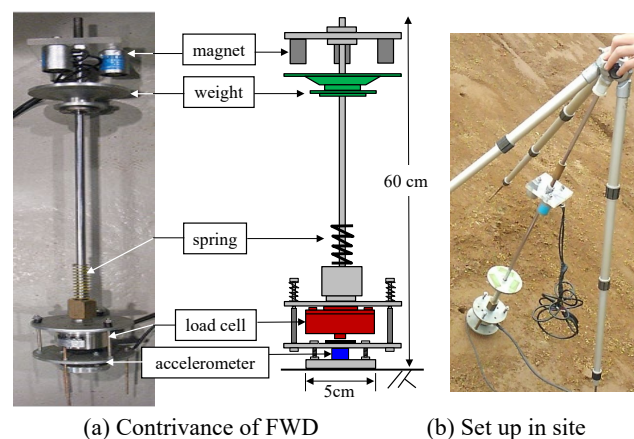 magnet
weight
60 cm
spring
load cell
accelerometer
5cm
(a) Contrivance of FWD
(b) Set up in site